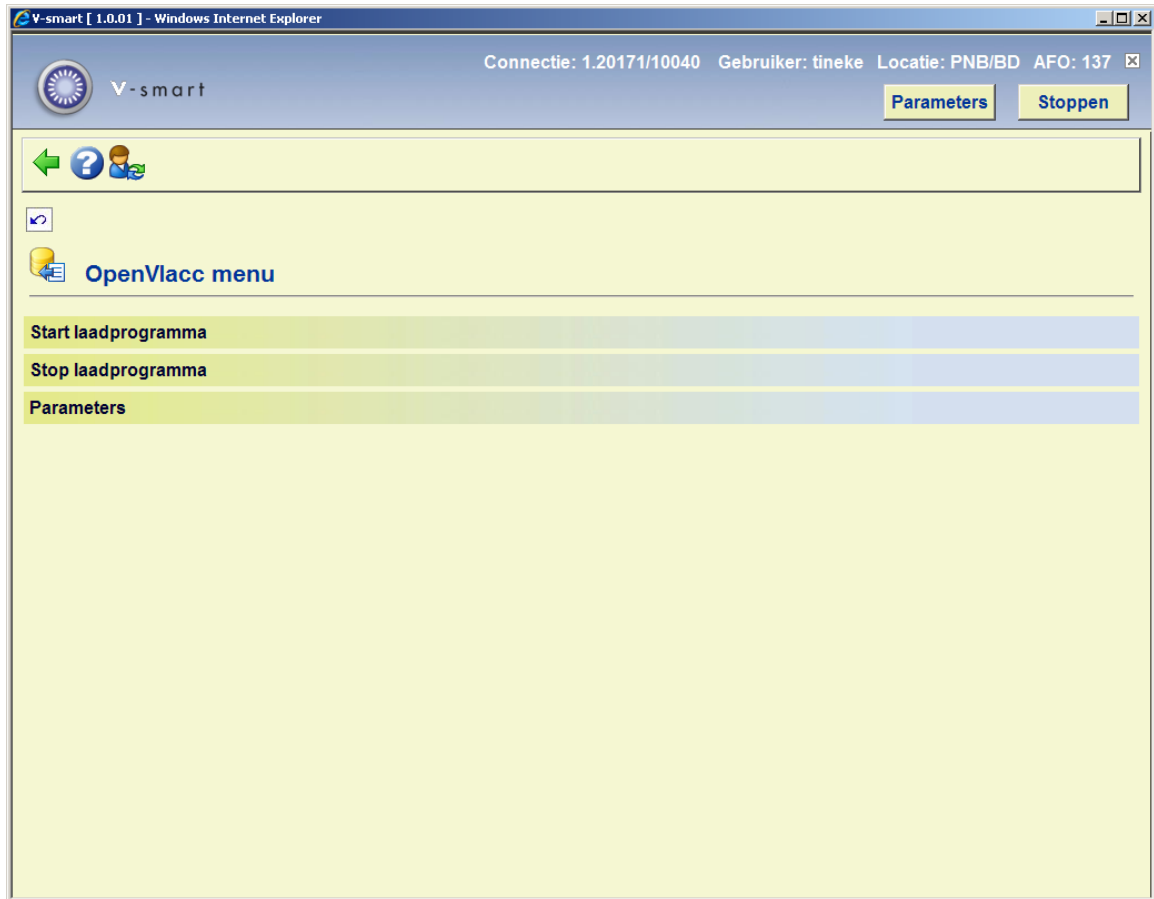 V-smart [ 1.0.01 ] - Windows Internet Explorer
Connectie: 1.20171/10040 Gebruiker: tineke Locatie: PNB/BD AFO: 137
V-smart
Parameters Stoppen
OpenVlacc menu
Start laadprogramma
Stop laadprogramma
Parameters